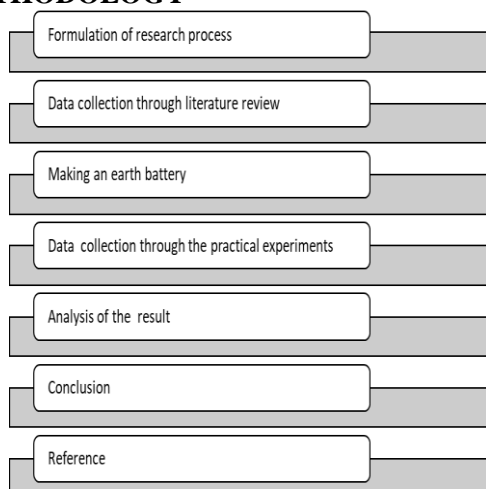 Formulation of research process
Data collection through literature review
Making an earth battery
Data collection through the practical experiments
Analysis of the result
Conclusion
Reference